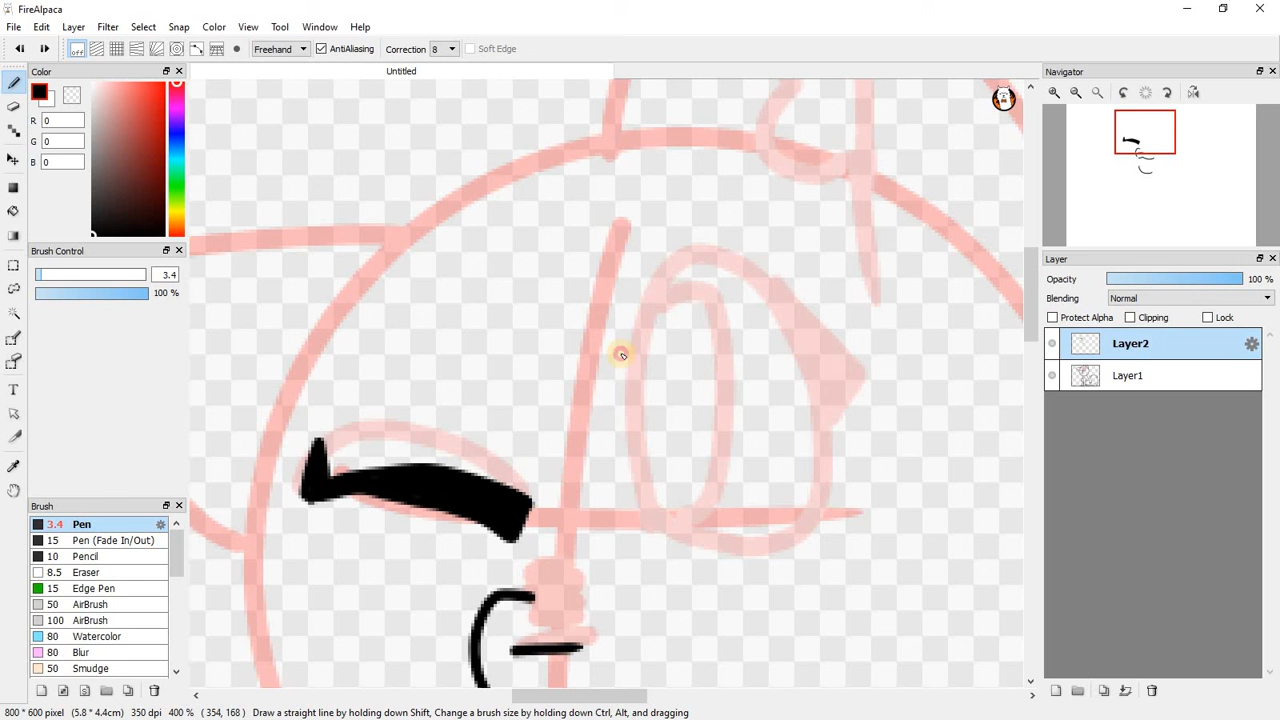 FireAlpaca
File Edit Layer Filter Select Snap Color View Tool Window Help
off Freehand AntiAliasing Correction 8 Soft Edge
Color
Untitled
Navigator
R 0
G 0
B 0
Brush Control
3.4
100 %
Layer
Opacity 100 %
Blending Normal
Protect Alpha Clipping Lock
Layer2
Layer1
Brush
3.4 Pen
15 Pen (Fade In/Out)
10 Pencil
8.5 Eraser
15 Edge Pen
50 AirBrush
100 AirBrush
80 Watercolor
80 Blur
50 Smudge
800 * 600 pixel (5.8 * 4.4cm) 350 dpi 400 % ( 354, 168 ) Draw a straight line by holding down Shift, Change a brush size by holding down Ctrl, Alt, and dragging